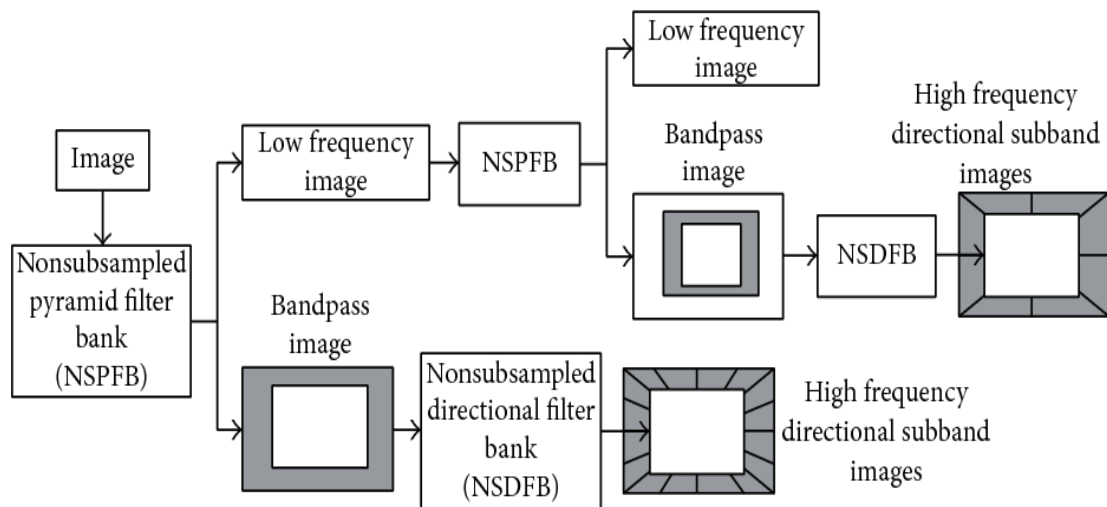 Image
Nonsubsampled
pyramid filter
bank
(NSPFB)
Low frequency
image
NSPFB
Low frequency
image
Bandpass
image
NSDFB
High frequency
directional subband
images
Bandpass
image
Nonsubsampled
directional filter
bank
(NSDFB)
High frequency
directional subband
images